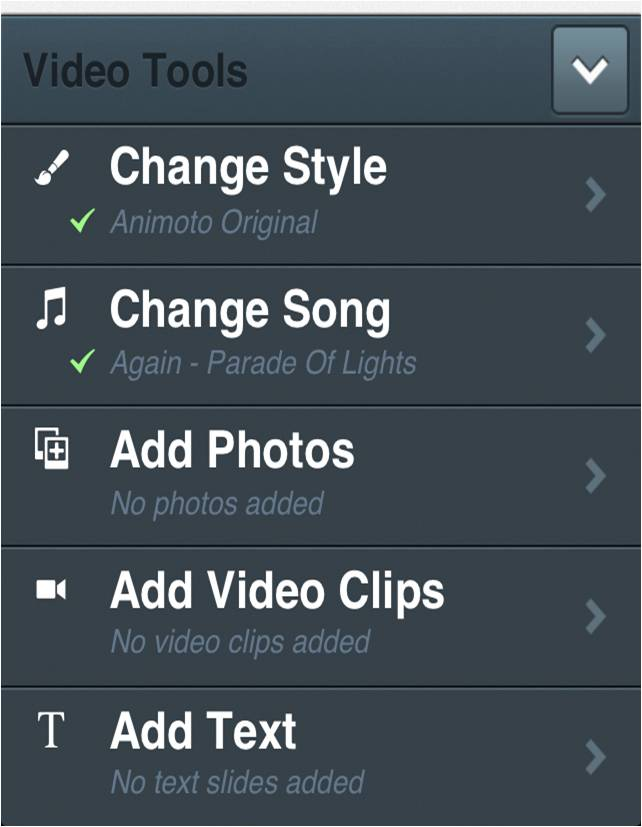 Video Tools
Change Style
Animoto Original
Change Song
Again - Parade Of Lights
Add Photos
No photos added
Add Video Clips
No video clips added
Add Text
No text slides added